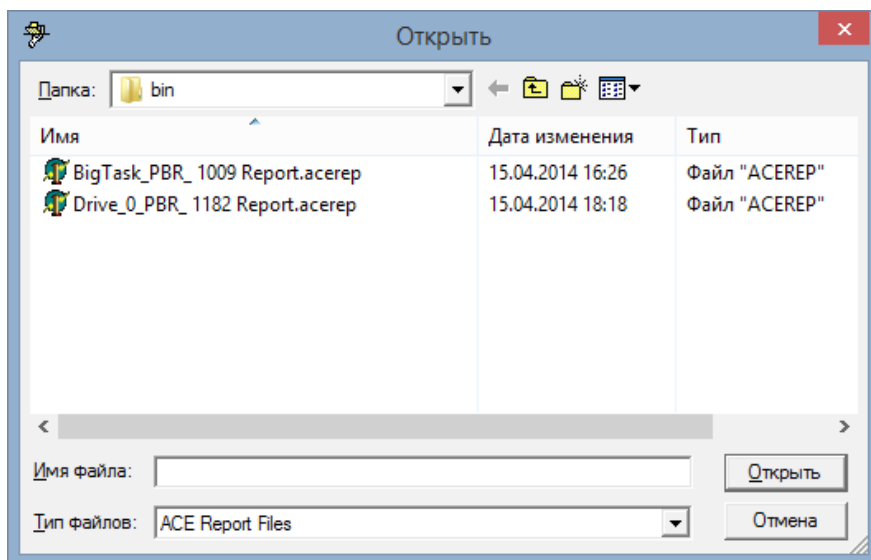 Открыть
Папка: bin
Имя Дата изменения Тип
BigTask_PBR_ 1009 Report.acerep 15.04.2014 16:26 Файл "ACEREP"
Drive_0_PBR_ 1182 Report.acerep 15.04.2014 18:18 Файл "ACEREP"
Имя файла: Открыть
Тип файлов: ACE Report Files Отмена